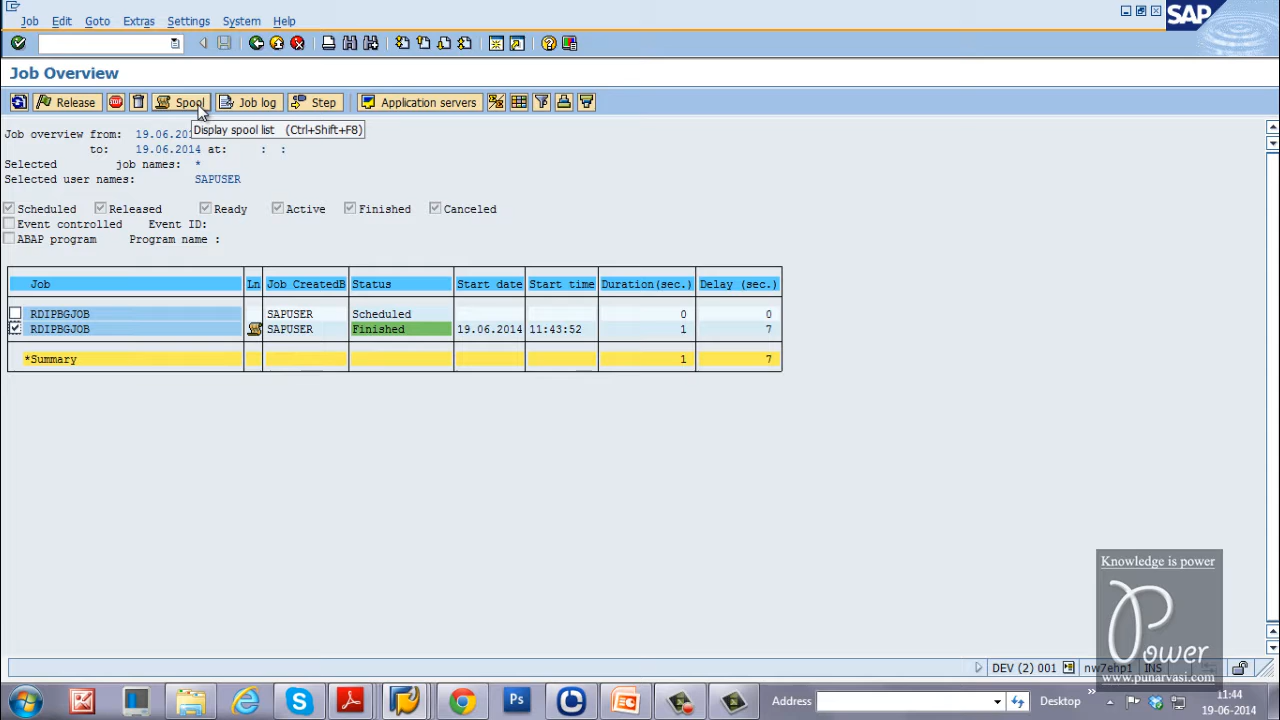 Job Edit Goto Extras Settings System Help
SAP
Job Overview
Release Spool Job log Step Application servers
Display spool list (Ctrl+Shift+F8)
Job overview from: 19.06.201
to: 19.06.2014 at: : :
Selected job names: *
Selected user names: SAPUSER
Scheduled Released Ready Active Finished Canceled
Event controlled Event ID:
ABAP program Program name :
Job Ln Job CreatedB Status Start date Start time Duration(sec.) Delay (sec.)
RDIPBGJOB SAPUSER Scheduled 0 0
RDIPBGJOB SAPUSER Finished 19.06.2014 11:43:52 1 7
*Summary 1 7
Knowledge is power
Power
www.punarvasi.com
DEV (2) 001 nw7ehp1 INS
Address Desktop
11:44
19-06-2014